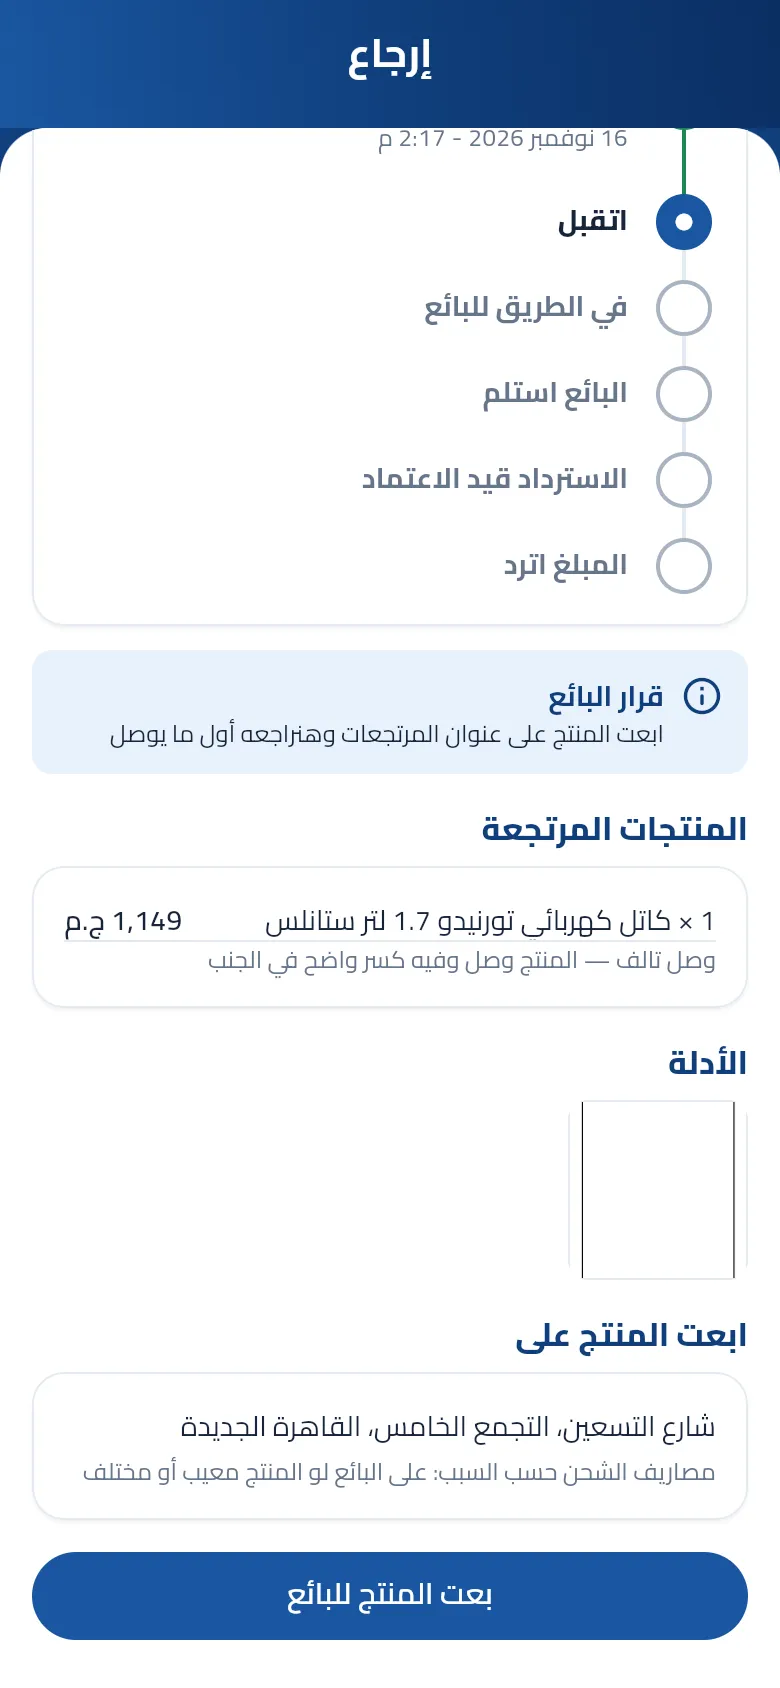 إرجاع
16 نوفمبر 2026 - 2:17 م
اتقبل
في الطريق للبائع
البائع استلم
الاسترداد قيد الاعتماد
المبلغ اترد
قرار البائع
ابعت المنتج على عنوان المرتجعات وهنراجعه أول ما يوصل
المنتجات المرتجعة
1 × كاتل كهربائي تورنيدو 1.7 لتر ستانلس
1,149 ج.م
وصل تالف — المنتج وصل وفيه كسر واضح في الجنب
الأدلة
ابعت المنتج على
شارع التسعين، التجمع الخامس، القاهرة الجديدة
مصاريف الشحن حسب السبب: على البائع لو المنتج معيب أو مختلف
بعت المنتج للبائع